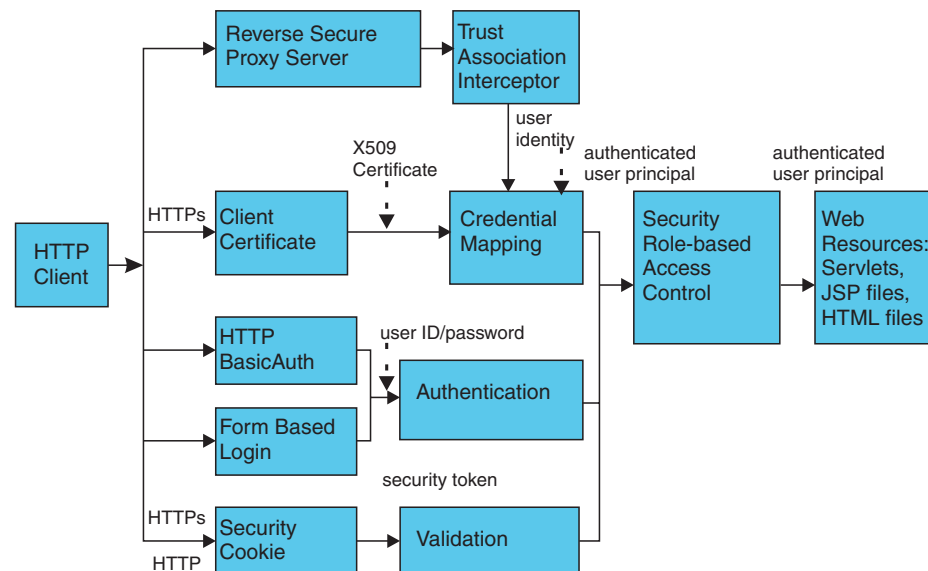 Reverse Secure
Proxy Server
Trust
Association
Interceptor
user
identity
X509
Certificate
authenticated
user principal
authenticated
user principal
HTTPs
Client
Certificate
Credential
Mapping
Security
Role-based
Access
Control
Web
Resources:
Servlets,
JSP files,
HTML files
HTTP
Client
HTTP
BasicAuth
user ID/password
Authentication
Form Based
Login
security token
HTTPs
Security
Cookie
Validation
HTTP